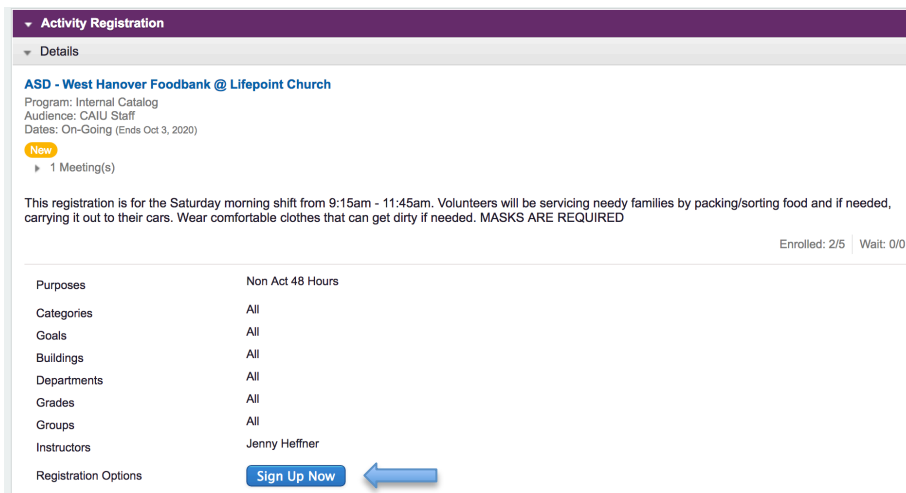 Activity Registration
Details
ASD - West Hanover Foodbank @ Lifepoint Church
Program: Internal Catalog
Audience: CAIU Staff
Dates: On-Going (Ends Oct 3, 2020)
New
1 Meeting(s)
This registration is for the Saturday morning shift from 9:15am - 11:45am. Volunteers will be servicing needy families by packing/sorting food and if needed,
carrying it out to their cars. Wear comfortable clothes that can get dirty if needed. MASKS ARE REQUIRED
Enrolled: 2/5 Wait: 0/0
Purposes Non Act 48 Hours
Categories All
Goals All
Buildings All
Departments All
Grades All
Groups All
Instructors Jenny Heffner
Registration Options Sign Up Now